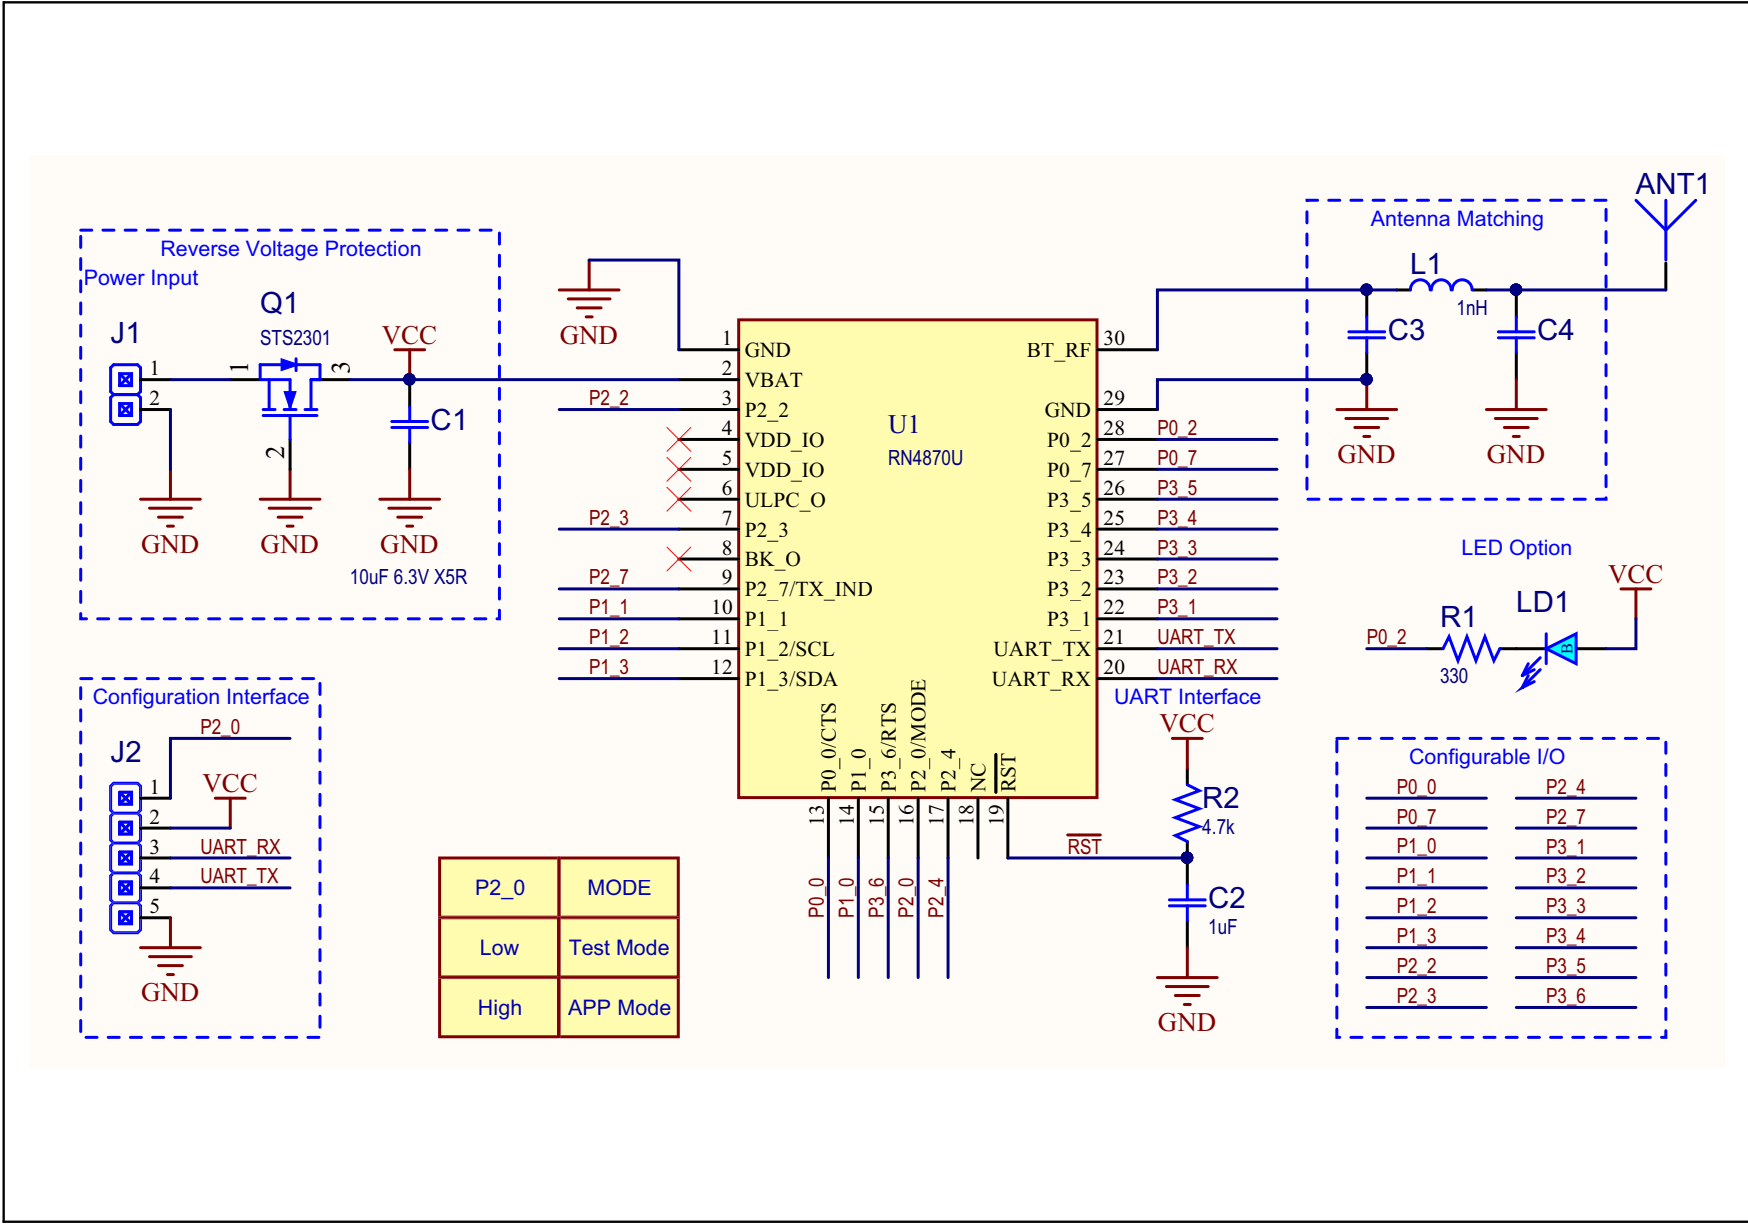 ANT1
Antenna Matching
L1
1nH
C3
C4
GND
GND
Reverse Voltage Protection
Power Input
Q1
STS2301
J1
VCC
1
2
1
3
2
C1
GND
GND
GND
10uF 6.3V X5R
GND
U1
RN4870U
1 GND
2 VBAT
P2_2 3 P2_2
4 VDD_IO
5 VDD_IO
6 ULPC_O
P2_3 7 P2_3
8 BK_O
P2_7 9 P2_7/TX_IND
P1_1 10 P1_1
P1_2 11 P1_2/SCL
P1_3 12 P1_3/SDA
BT_RF 30
GND 29
P0_2 28 P0_2
P0_7 27 P0_7
P3_5 26 P3_5
P3_4 25 P3_4
P3_3 24 P3_3
P3_2 23 P3_2
P3_1 22 P3_1
UART_TX 21 UART_TX
UART_RX 20 UART_RX
UART Interface
P0_0/CTS 13 P0_0
P1_0 14 P1_0
P3_6/RTS 15 P3_6
P2_0/MODE 16 P2_0
P2_4 17 P2_4
NC 18
RST 19
RST
VCC
R2
4.7k
C2
1uF
GND
LED Option
VCC
LD1
R1
P0_2
330
B
Configuration Interface
P2_0
J2
VCC
1
2
3 UART_RX
4 UART_TX
5
GND
P2_0 MODE
Low Test Mode
High APP Mode
Configurable I/O
P0_0 P2_4
P0_7 P2_7
P1_0 P3_1
P1_1 P3_2
P1_2 P3_3
P1_3 P3_4
P2_2 P3_5
P2_3 P3_6